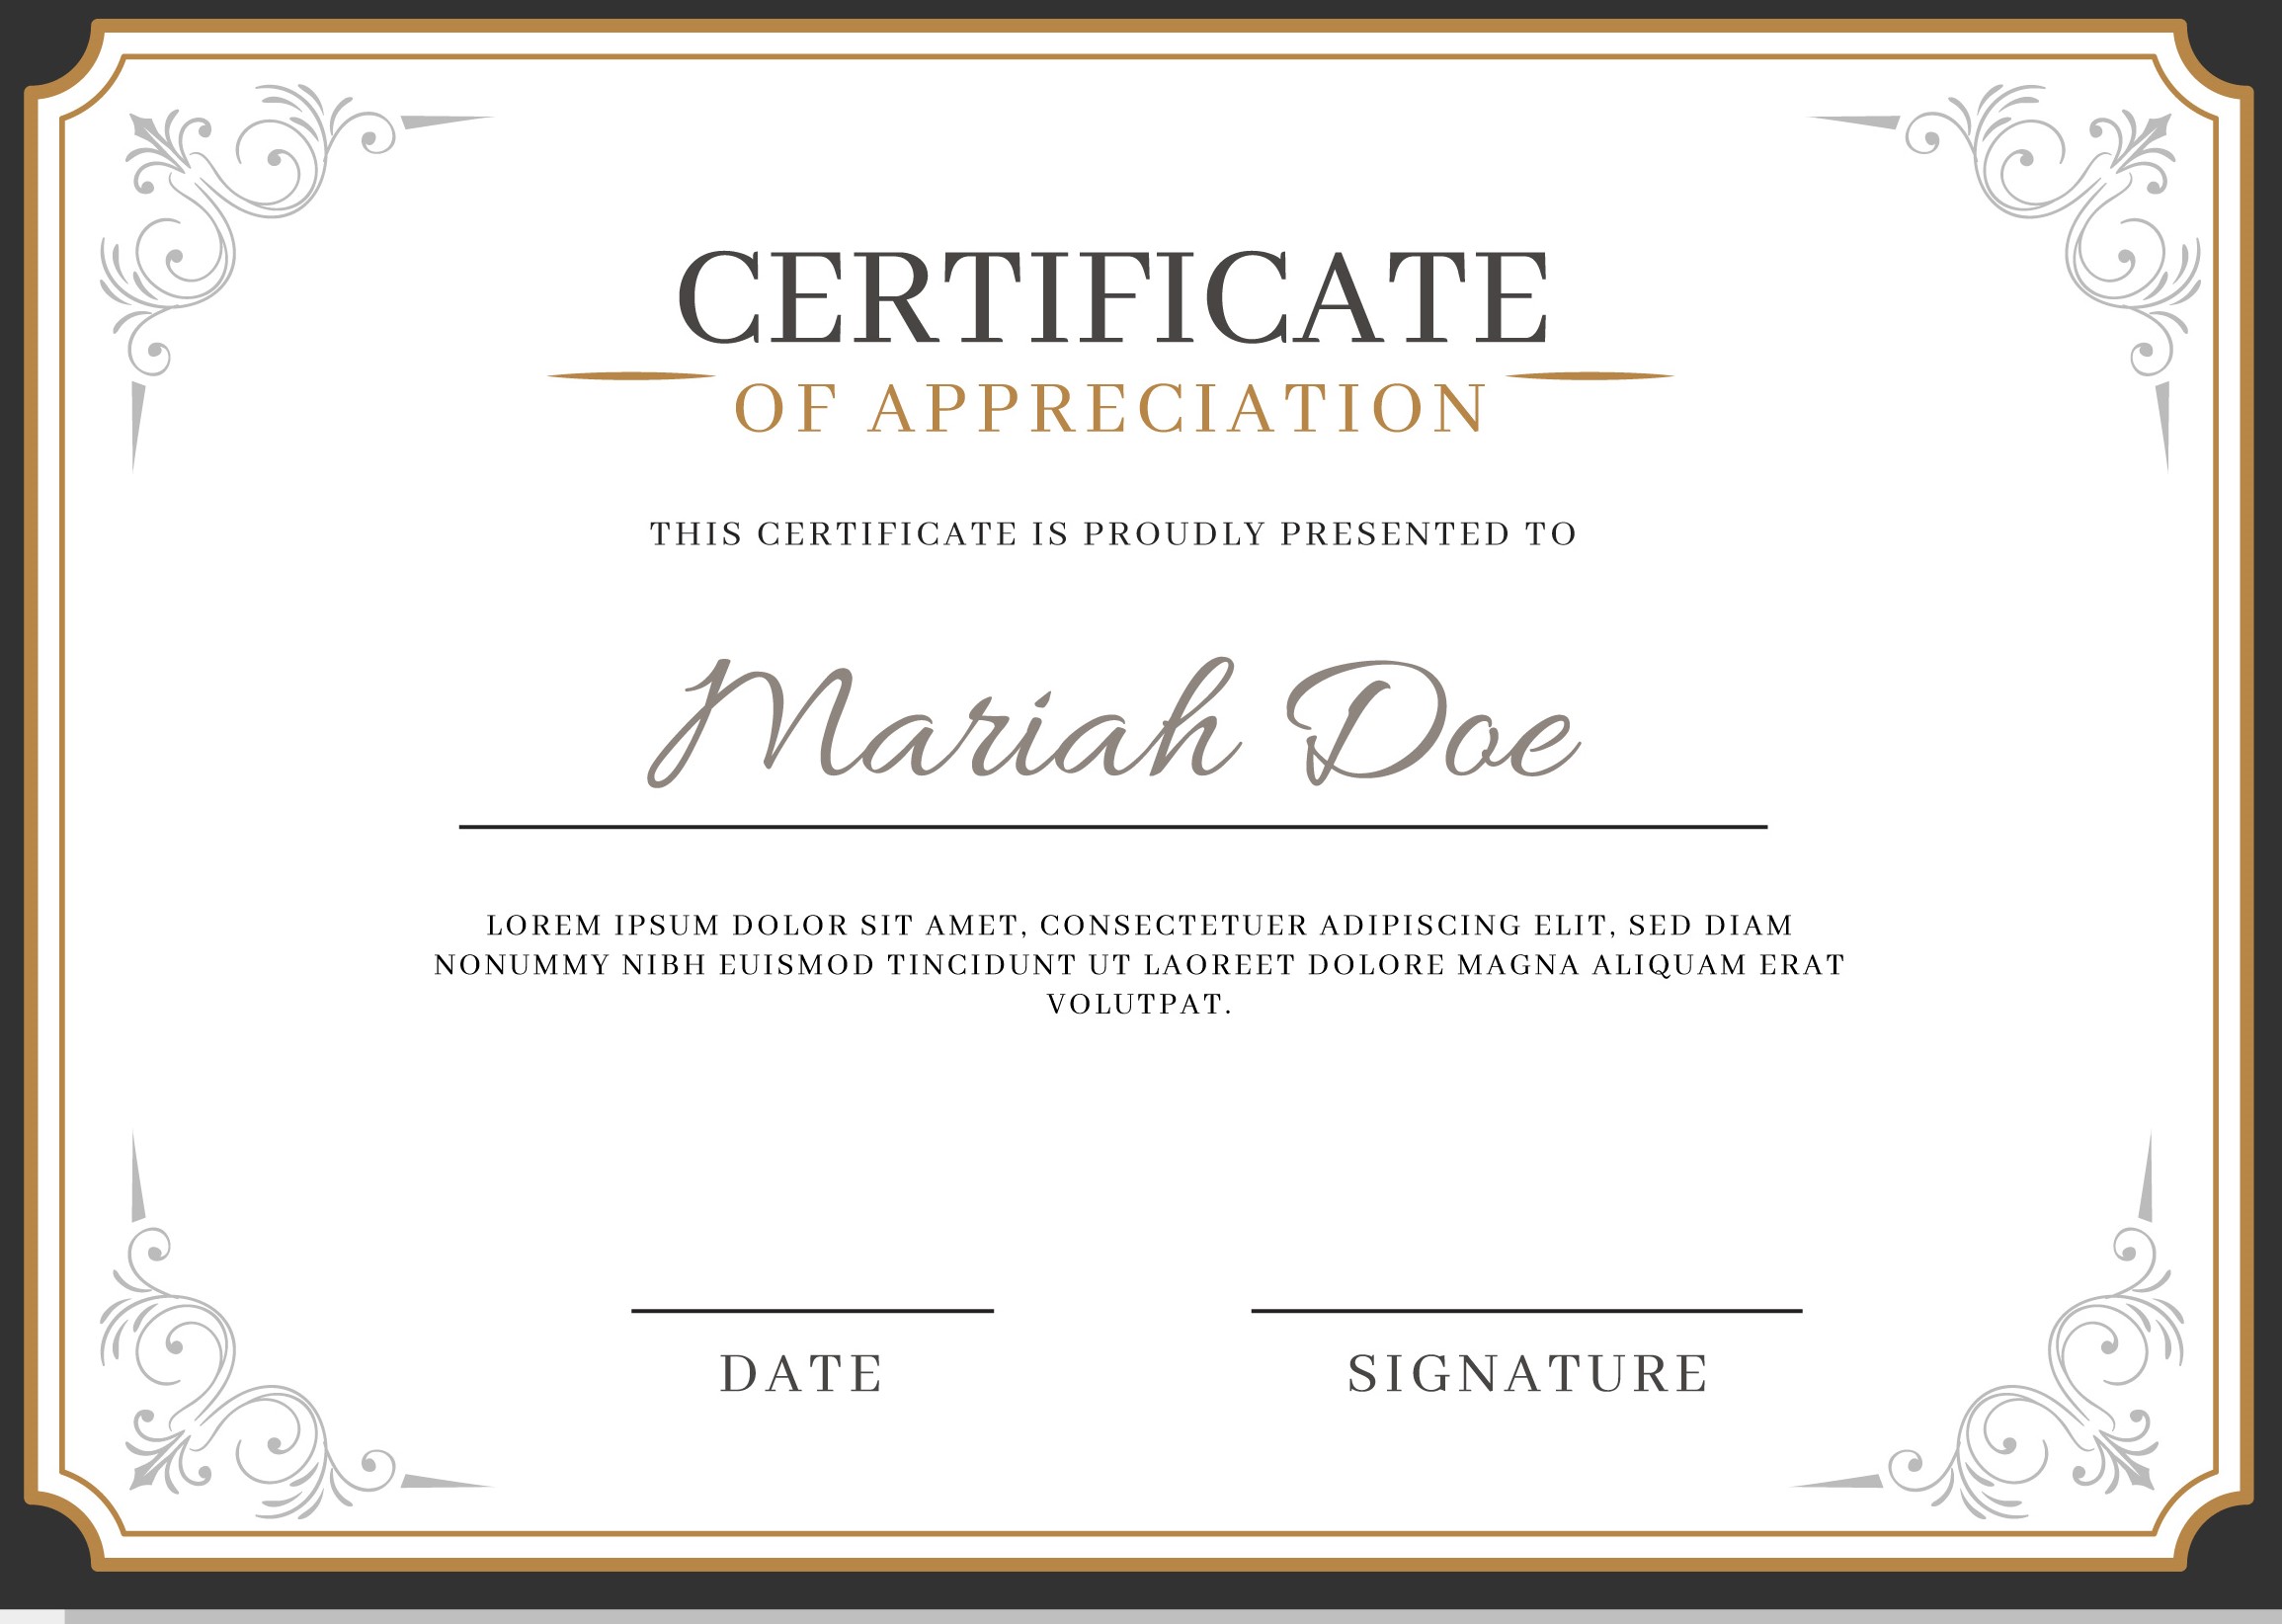 CERTIFICATE
OF APPRECIATION
THIS CERTIFICATE IS PROUDLY PRESENTED TO
Mariah Doe
LOREM IPSUM DOLOR SIT AMET, CONSECTETUER ADIPISCING ELIT, SED DIAM
NONUMMY NIBH EUISMOD TINCIDUNT UT LAOREET DOLORE MAGNA ALIQUAM ERAT
VOLUTPAT.
DATE
SIGNATURE